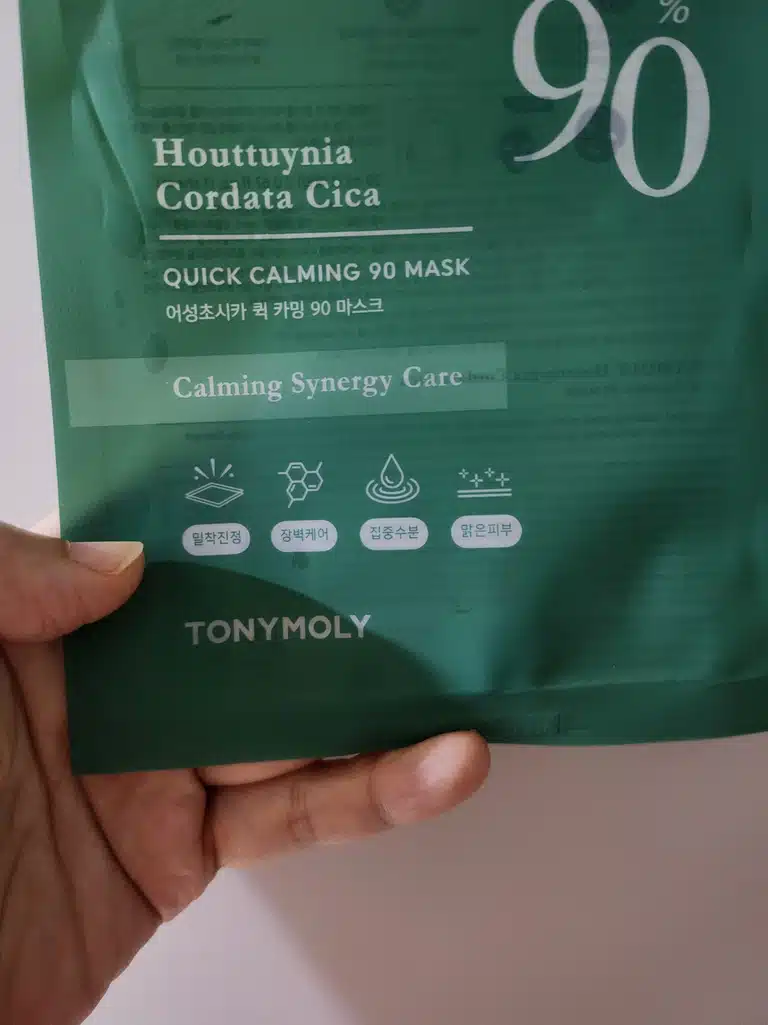 %
90
Houttuynia
Cordata Cica
QUICK CALMING 90 MASK
어성초시카 퀵 카밍 90 마스크
Calming Synergy Care
밀착진정
장벽케어
집중수분
맑은피부
TONYMOLY